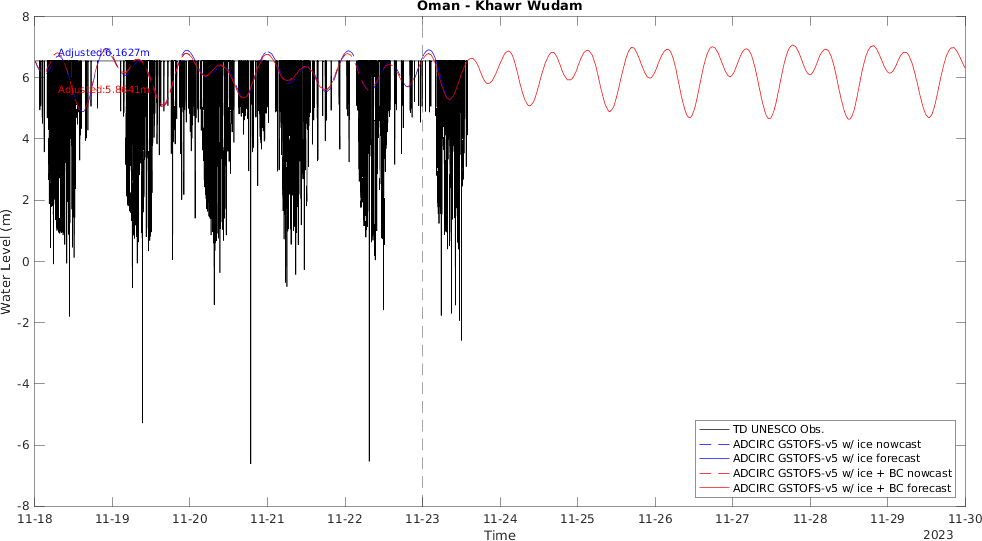 Oman - Khawr Wudam
8
6
4
2
0
-2
-4
-6
-8
Water Level (m)
Adjusted:6.1627m
Adjusted:5.8641m
TD UNESCO Obs.
ADCIRC GSTOFS-v5 w/ ice nowcast
ADCIRC GSTOFS-v5 w/ ice forecast
ADCIRC GSTOFS-v5 w/ ice + BC nowcast
ADCIRC GSTOFS-v5 w/ ice + BC forecast
11-18 11-19 11-20 11-21 11-22 11-23 11-24 11-25 11-26 11-27 11-28 11-29 11-30
Time
2023